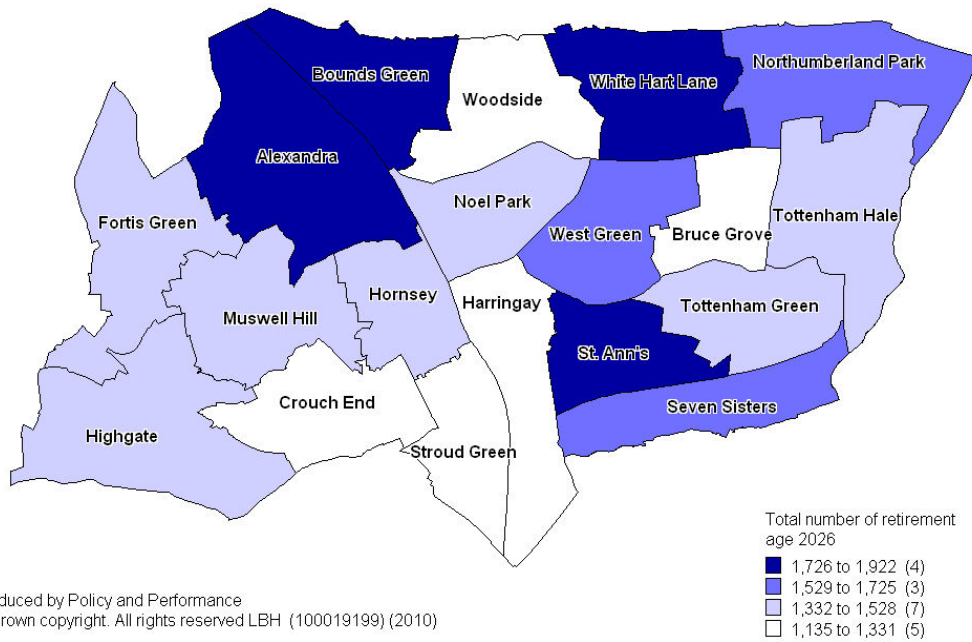 Bounds Green
Woodside
White Hart Lane
Northumberland Park
Alexandra
Noel Park
Fortis Green
West Green
Bruce Grove
Tottenham Hale
Hornsey
Harringay
Muswell Hill
Tottenham Green
St. Ann's
Crouch End
Seven Sisters
Highgate
Stroud Green
Total number of retirement
age 2026
1,726 to 1,922 (4)
1,529 to 1,725 (3)
1,332 to 1,528 (7)
1,135 to 1,331 (5)
duced by Policy and Performance
rown copyright. All rights reserved LBH (100019199) (2010)